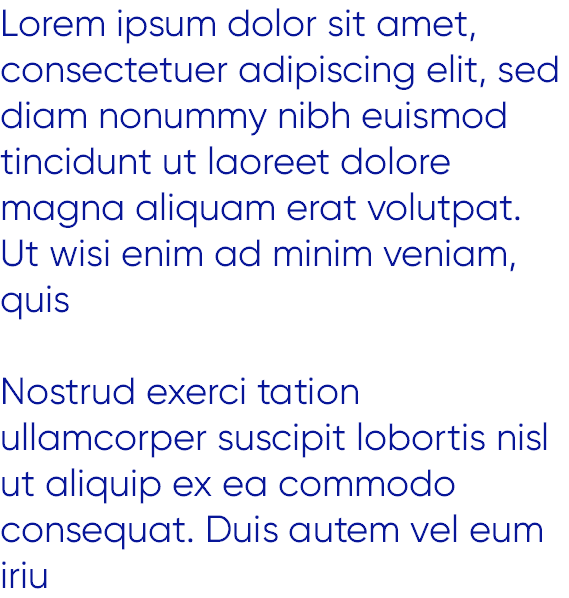 Lorem ipsum dolor sit amet,
consectetuer adipiscing elit, sed
diam nonummy nibh euismod
tincidunt ut laoreet dolore
magna aliquam erat volutpat.
Ut wisi enim ad minim veniam,
quis
Nostrud exerci tation
ullamcorper suscipit lobortis nisl
ut aliquip ex ea commodo
consequat. Duis autem vel eum
iriu